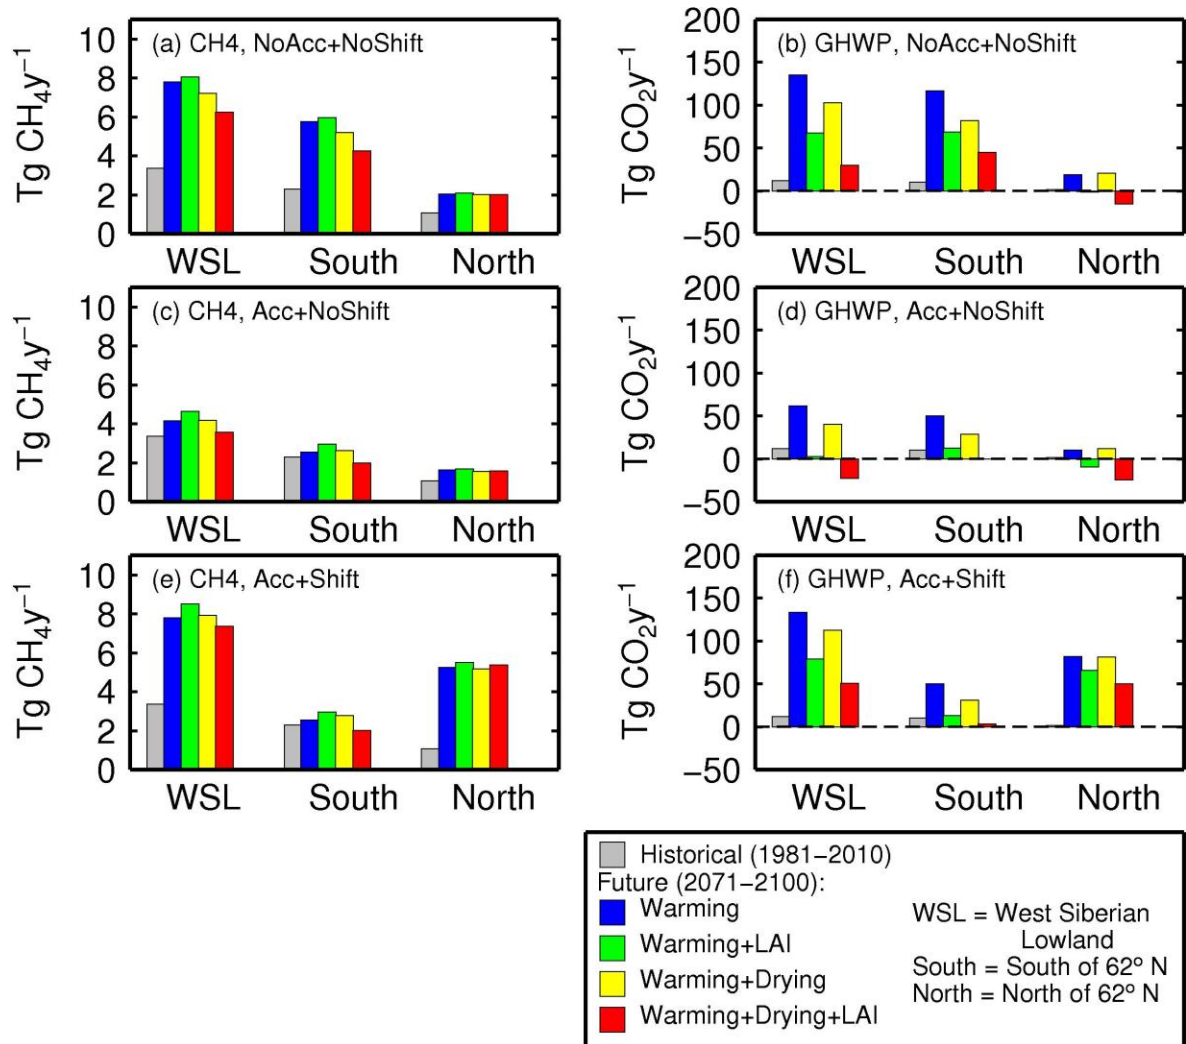 (a) CH4, NoAcc+NoShift
Tg CH₄y⁻¹
10
8
6
4
2
0
WSL South North
(b) GHWP, NoAcc+NoShift
Tg CO₂y⁻¹
200
150
100
50
0
−50
WSL South North
(c) CH4, Acc+NoShift
Tg CH₄y⁻¹
10
8
6
4
2
0
WSL South North
(d) GHWP, Acc+NoShift
Tg CO₂y⁻¹
200
150
100
50
0
−50
WSL South North
(e) CH4, Acc+Shift
Tg CH₄y⁻¹
10
8
6
4
2
0
WSL South North
(f) GHWP, Acc+Shift
Tg CO₂y⁻¹
200
150
100
50
0
−50
WSL South North
Historical (1981−2010)
Future (2071−2100):
Warming
Warming+LAI
Warming+Drying
Warming+Drying+LAI
WSL = West Siberian
Lowland
South = South of 62º N
North = North of 62º N